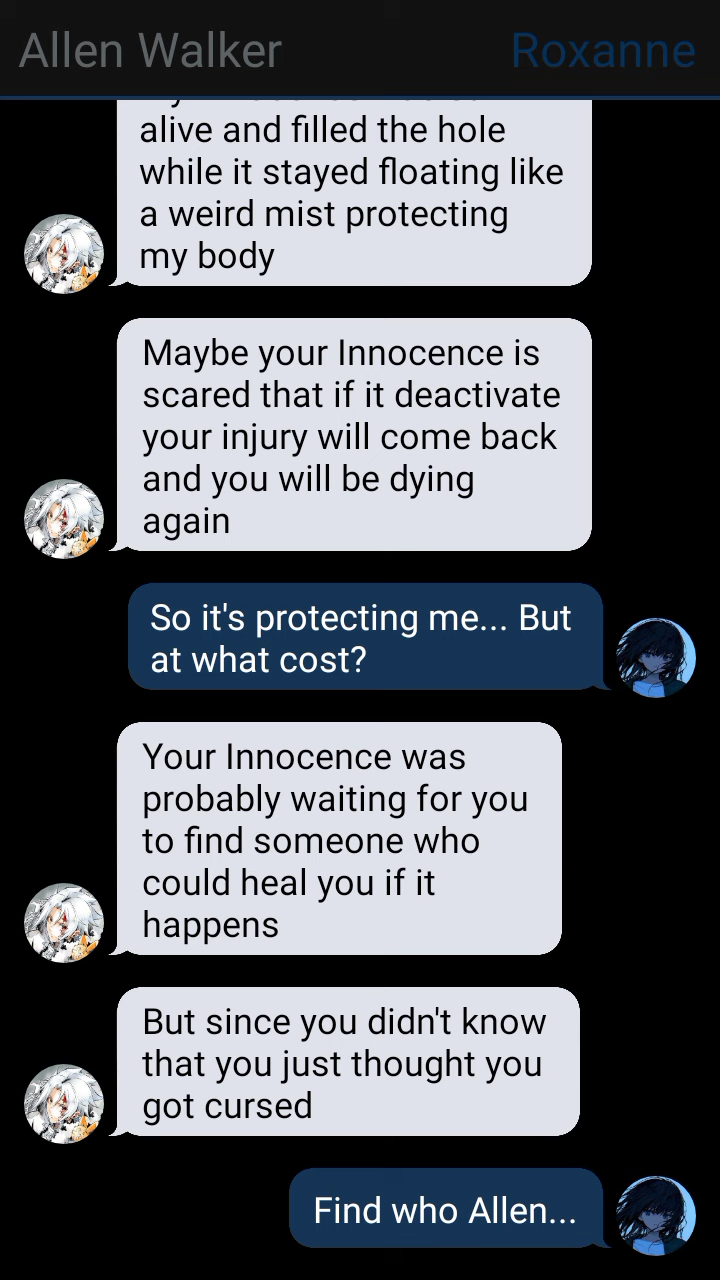 Allen Walker Roxanne
alive and filled the hole
while it stayed floating like
a weird mist protecting
my body
Maybe your Innocence is
scared that if it deactivate
your injury will come back
and you will be dying
again
So it's protecting me... But
at what cost?
Your Innocence was
probably waiting for you
to find someone who
could heal you if it
happens
But since you didn't know
that you just thought you
got cursed
Find who Allen...